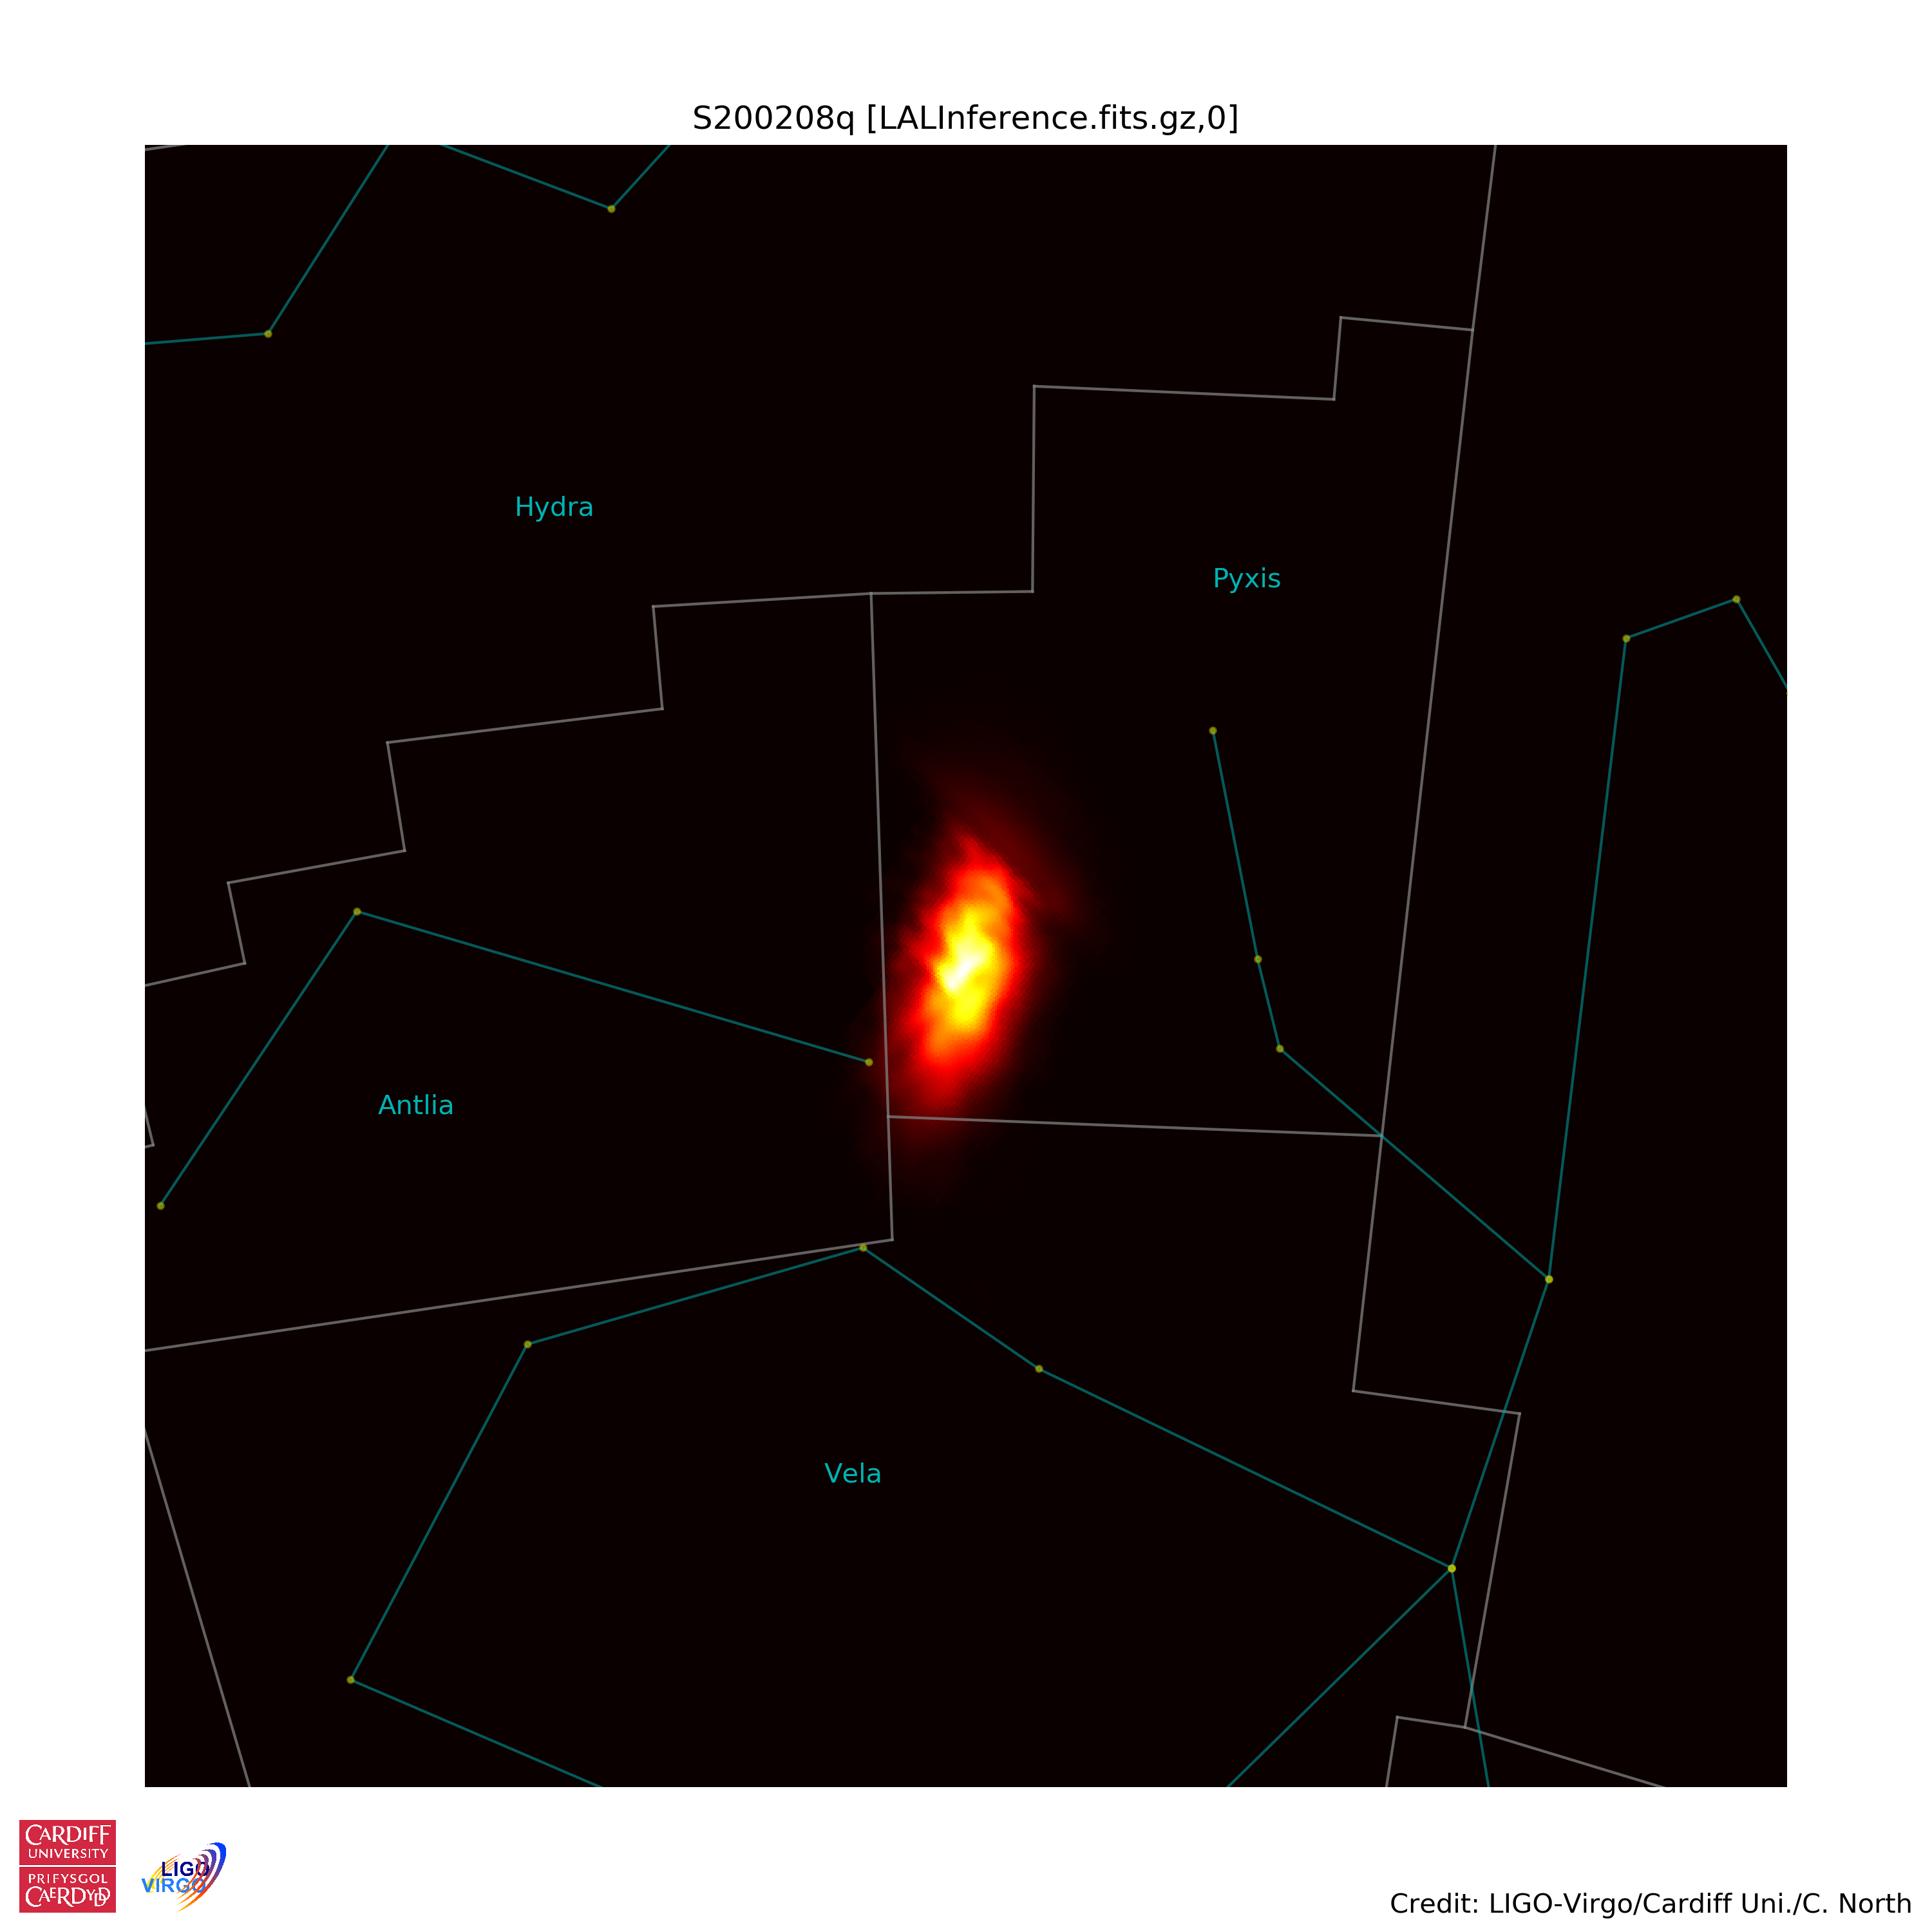 S200208q [LALInference.fits.gz,0]
Hydra
Pyxis
Antlia
Vela
CARDIFF
UNIVERSITY
PRIFYSGOL
CAERDYDD
LIGO
VIRGO
Credit: LIGO-Virgo/Cardiff Uni./C. North